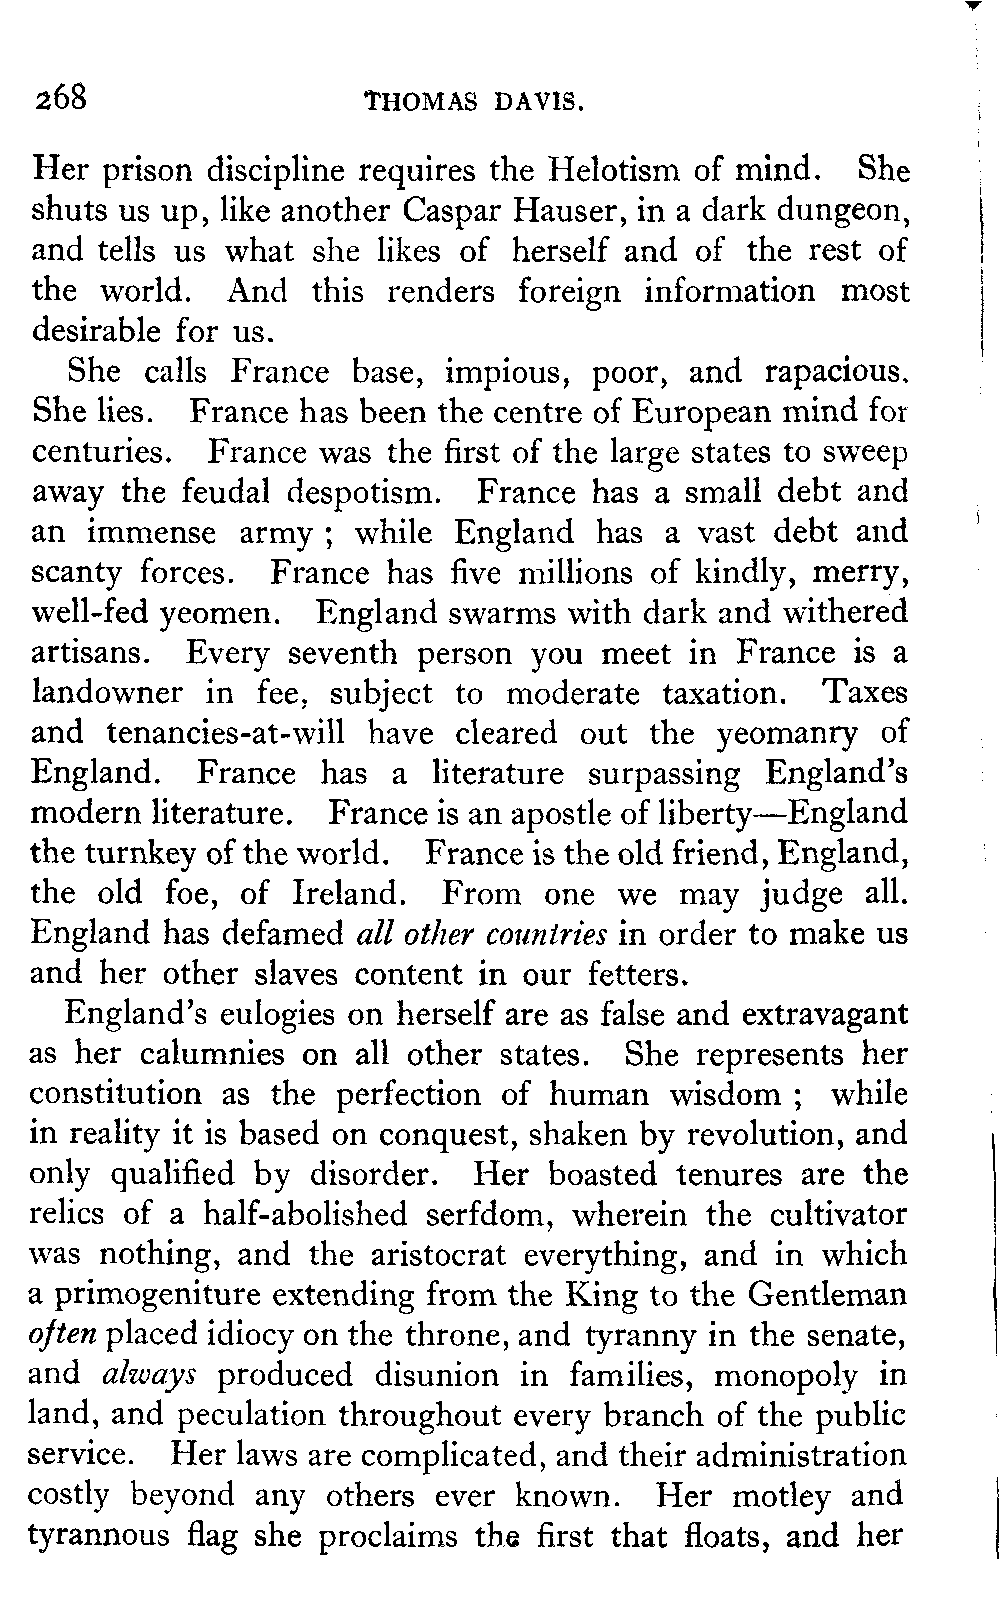 268 THOMAS DAVIS.
Her prison discipline requires the Helotism of mind. She
shuts us up, like another Caspar Hauser, in a dark dungeon,
and tells us what she likes of herself and of the rest of
the world. And this renders foreign information most
desirable for us.
She calls France base, impious, poor, and rapacious.
She lies. France has been the centre of European mind for
centuries. France was the first of the large states to sweep
away the feudal despotism. France has a small debt and
an immense army ; while England has a vast debt and
scanty forces. France has five millions of kindly, merry,
well-fed yeomen. England swarms with dark and withered
artisans. Every seventh person you meet in France is a
landowner in fee, subject to moderate taxation. Taxes
and tenancies-at-will have cleared out the yeomanry of
England. France has a literature surpassing England's
modern literature. France is an apostle of liberty—England
the turnkey of the world. France is the old friend, England,
the old foe, of Ireland. From one we may judge all.
England has defamed all other countries in order to make us
and her other slaves content in our fetters.
England's eulogies on herself are as false and extravagant
as her calumnies on all other states. She represents her
constitution as the perfection of human wisdom ; while
in reality it is based on conquest, shaken by revolution, and
only qualified by disorder. Her boasted tenures are the
relics of a half-abolished serfdom, wherein the cultivator
was nothing, and the aristocrat everything, and in which
a primogeniture extending from the King to the Gentleman
often placed idiocy on the throne, and tyranny in the senate,
and always produced disunion in families, monopoly in
land, and peculation throughout every branch of the public
service. Her laws are complicated, and their administration
costly beyond any others ever known. Her motley and
tyrannous flag she proclaims the first that floats, and her